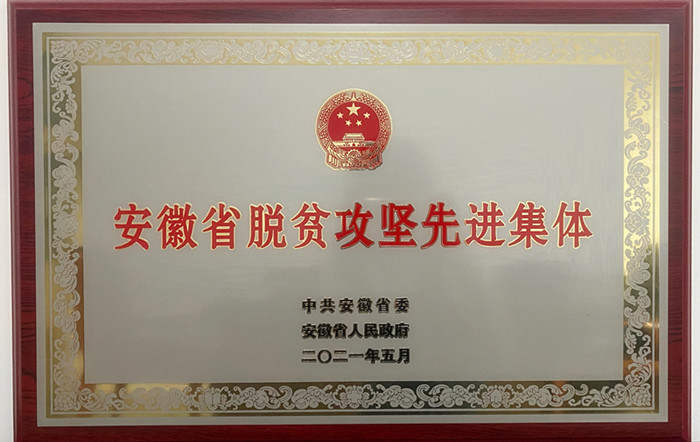 安徽省脱贫攻坚先进集体
中共安徽省委
安徽省人民政府
二〇二一年五月